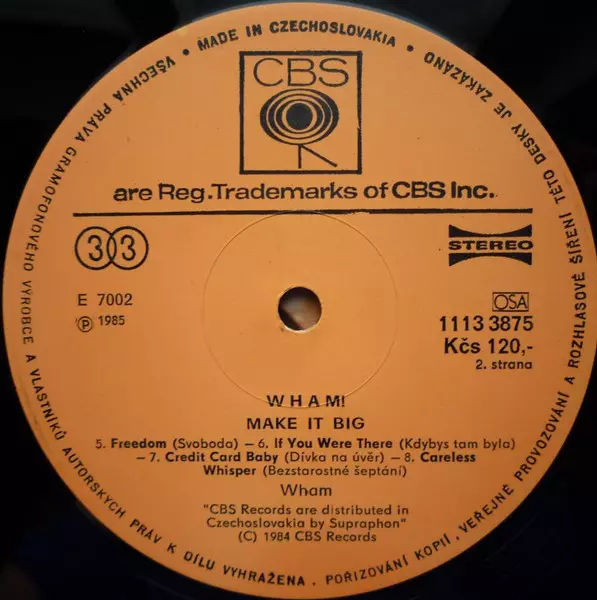 VŠECHNA PRÁVA GRAMOFONOVÉHO VÝROBCE A VLASTNÍKŮ AUTORSKÝCH PRÁV K DÍLU VYHRAŽENA. POŘIZOVÁNÍ KOPIÍ, VEŘEJNÉ PROVOZOVÁNÍ A ROZHLASOVÉ ŠÍŘENÍ TÉTO DESKY JE ZAKÁZÁNO
• MADE IN CZECHOSLOVAKIA •
CBS
are Reg.Trademarks of CBS Inc.
33
STEREO
E 7002
Ⓟ 1985
OSA
1113 3875
Kčs 120,-
2. strana
WHAM!
MAKE IT BIG
5. Freedom (Svoboda) – 6. If You Were There (Kdybys tam byla)
– 7. Credit Card Baby (Dívka na úvěr) – 8. Careless
Whisper (Bezstarostné šeptání)
Wham
"CBS Records are distributed in
Czechoslovakia by Supraphon"
(C) 1984 CBS Records